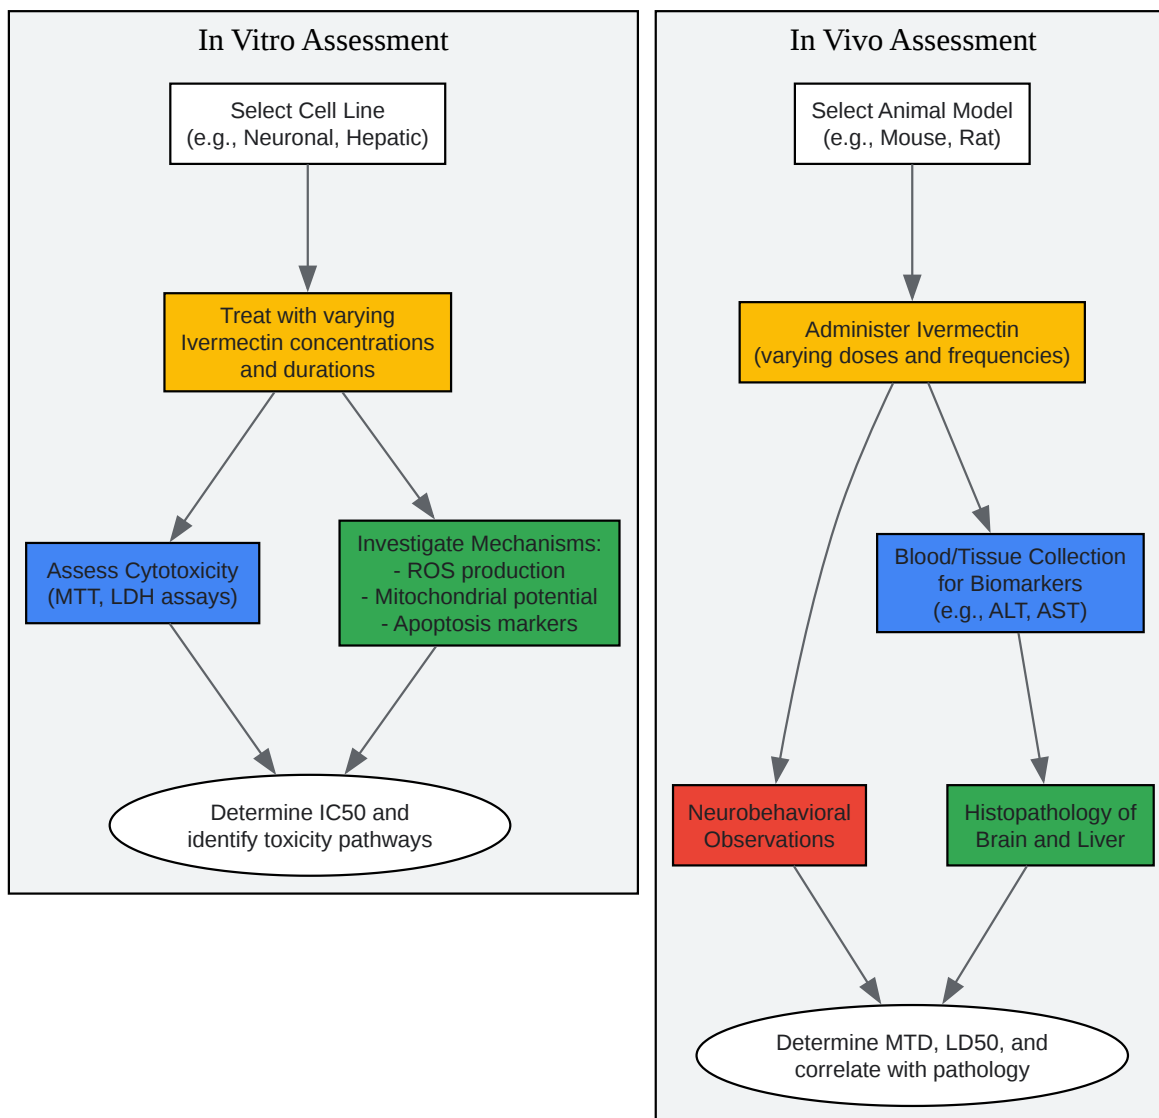 In Vitro Assessment
Select Cell Line
(e.g., Neuronal, Hepatic)
Treat with varying
Ivermectin concentrations
and durations
Assess Cytotoxicity
(MTT, LDH assays)
Investigate Mechanisms:
- ROS production
- Mitochondrial potential
- Apoptosis markers
Determine IC50 and
identify toxicity pathways
In Vivo Assessment
Select Animal Model
(e.g., Mouse, Rat)
Administer Ivermectin
(varying doses and frequencies)
Blood/Tissue Collection
for Biomarkers
(e.g., ALT, AST)
Neurobehavioral
Observations
Histopathology of
Brain and Liver
Determine MTD, LD50, and
correlate with pathology